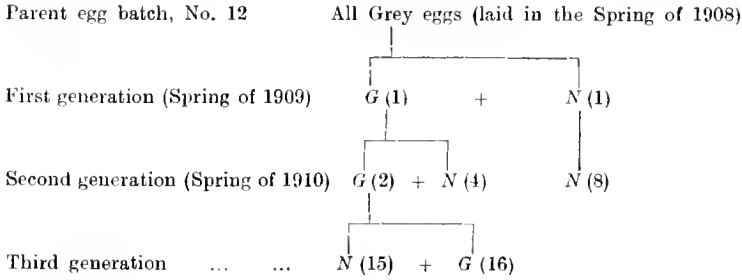 Parent egg batch, No. 12 All Grey eggs (laid in the Spring of 1908)
First generation (Spring of 1909) G (1) + N (1)
Second generation (Spring of 1910) G (2) + N (4) N (8)
Third generation ... ... N (15) + G (16)